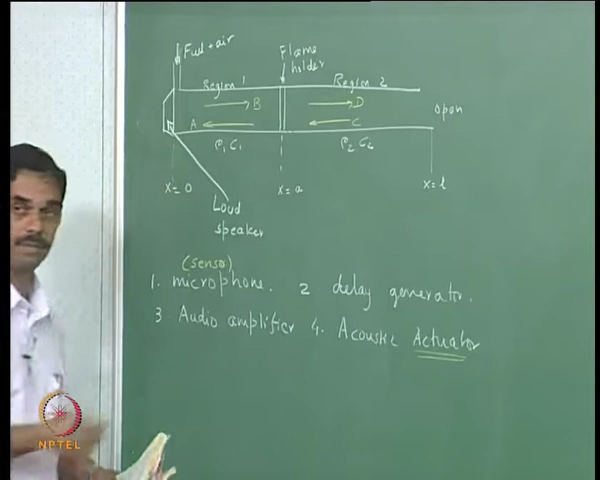 Fuel + air
Flame
holder
Region 1
Region 2
B
D
open
A
C
ρ₁ C₁
ρ₂ C₂
x = 0
x = a
x = l
Loud
speaker
(sensor)
1. microphone. 2 delay generator.
3 Audio amplifier 4. Acoustic Actuator
NPTEL